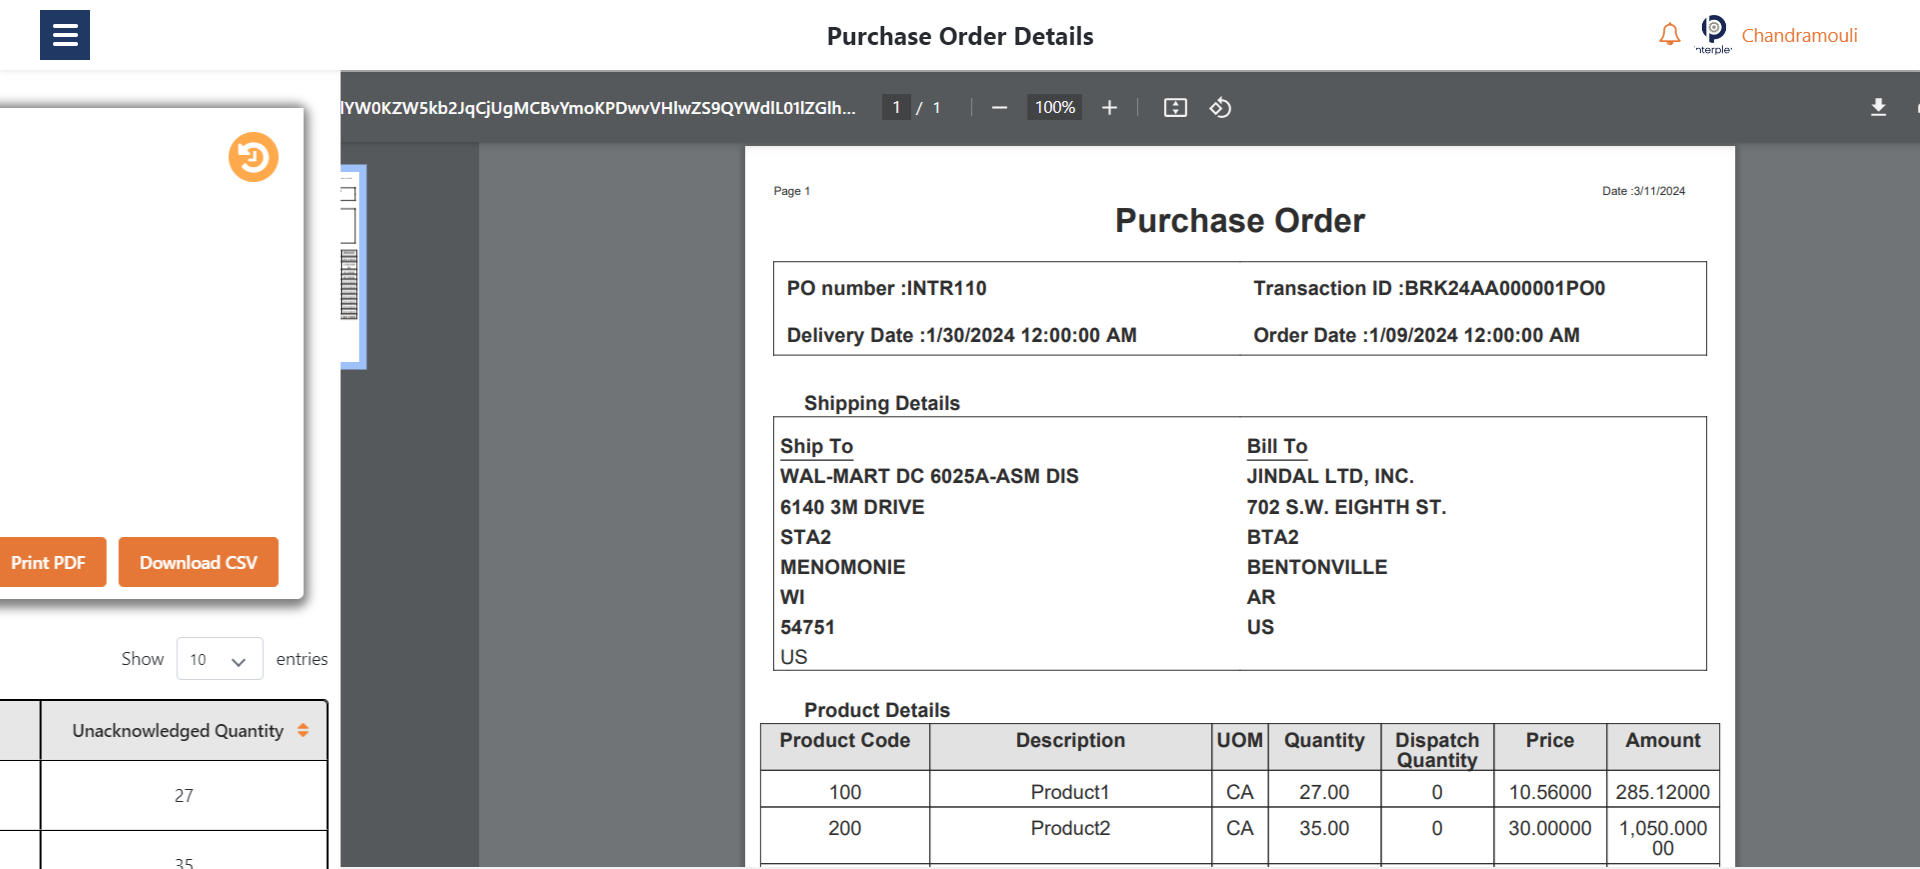 Purchase Order Details
Chandramouli
1 / 1
100%
Print PDF
Download CSV
Show 10 entries
Unacknowledged Quantity
27
35
Page 1
Date :3/11/2024
Purchase Order
PO number :INTR110
Transaction ID :BRK24AA000001PO0
Delivery Date :1/30/2024 12:00:00 AM
Order Date :1/09/2024 12:00:00 AM
Shipping Details
Ship To
WAL-MART DC 6025A-ASM DIS
6140 3M DRIVE
STA2
MENOMONIE
WI
54751
US
Bill To
JINDAL LTD, INC.
702 S.W. EIGHTH ST.
BTA2
BENTONVILLE
AR
US
Product Details
Product Code Description UOM Quantity Dispatch Quantity Price Amount
100 Product1 CA 27.00 0 10.56000 285.12000
200 Product2 CA 35.00 0 30.00000 1,050.00000